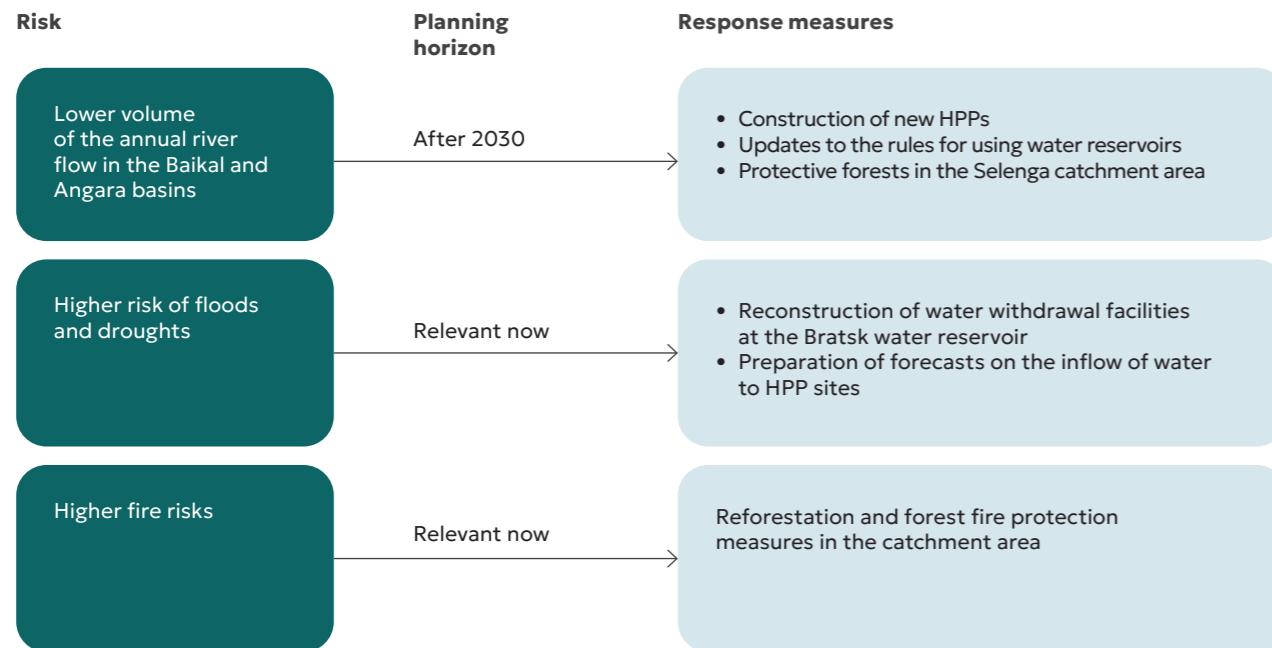 Risk
Planning
horizon
Response measures
Lower volume
of the annual river
flow in the Baikal and
Angara basins
After 2030
• Construction of new HPPs
• Updates to the rules for using water reservoirs
• Protective forests in the Selenga catchment area
Higher risk of floods
and droughts
Relevant now
• Reconstruction of water withdrawal facilities
at the Bratsk water reservoir
• Preparation of forecasts on the inflow of water
to HPP sites
Higher fire risks
Relevant now
Reforestation and forest fire protection
measures in the catchment area